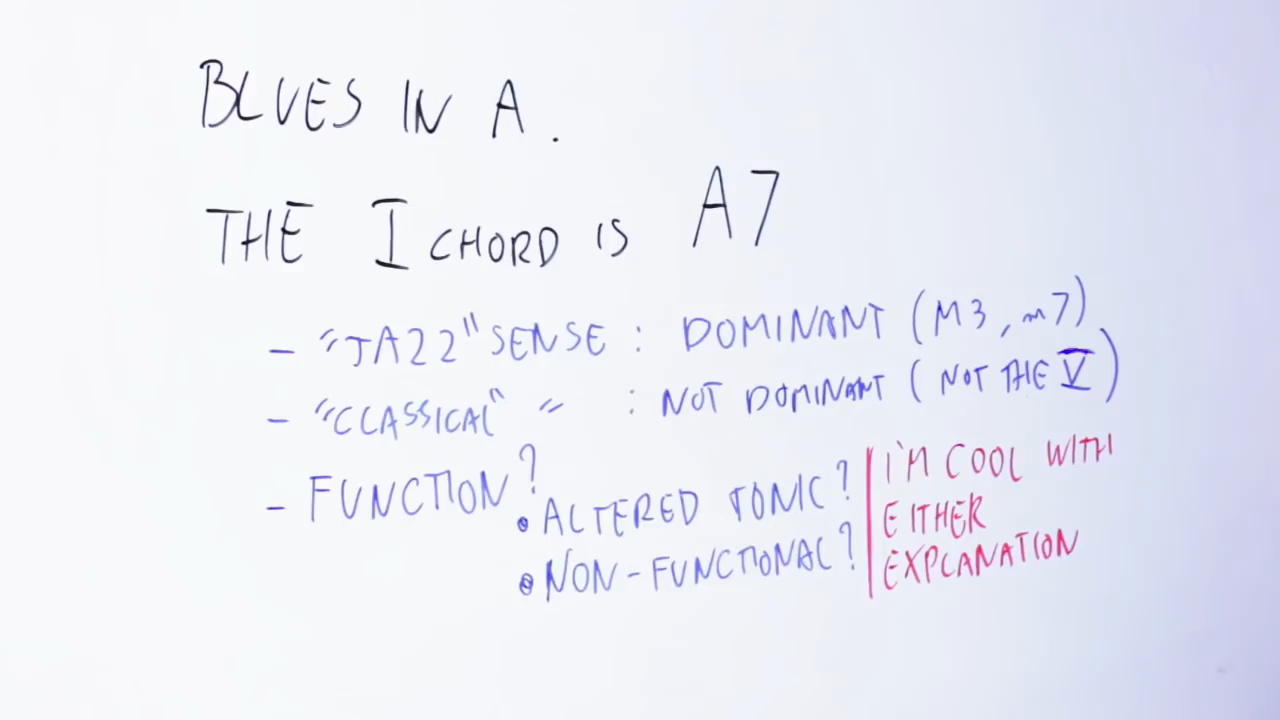 BLUES IN A.
THE I CHORD IS A7
- "JAZZ" SENSE: DOMINANT (M3, m7)
- "CLASSICAL" " : NOT DOMINANT (NOT THE V)
- FUNCTION?
• ALTERED TONIC?
• NON-FUNCTIONAL?
I'M COOL WITH
EITHER
EXPLANATION